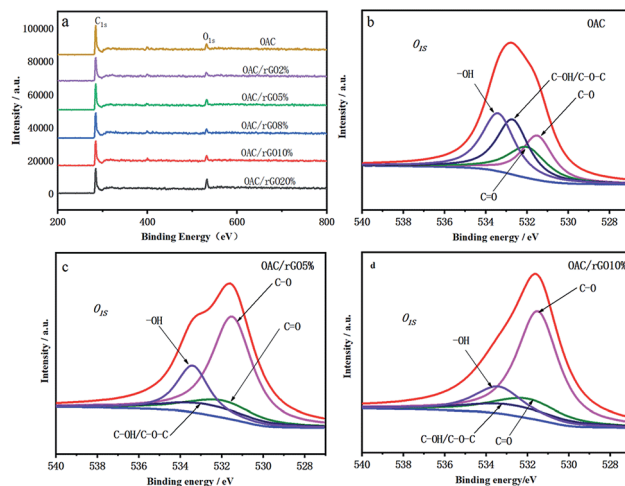 a
C1s
O1s
OAC
OAC/rGO2%
OAC/rGO5%
OAC/rGO8%
OAC/rGO10%
OAC/rGO20%
100000
80000
60000
40000
20000
0
Intensity / a.u.
200 400 600 800
Binding Energy (eV)
b
OAC
O1S
-OH
C-OH/C-O-C
C-O
C=O
Intensity / a.u.
540 538 536 534 532 530 528
Binding Energy / eV
c
OAC/rGO5%
C-O
O1S
-OH
C=O
C-OH/C-O-C
Intensity / a.u.
540 538 536 534 532 530 528
Binding energy / eV
d
OAC/rGO10%
C-O
O1S
-OH
C-OH/C-O-C
C=O
Intensity / a.u.
540 538 536 534 532 530 528
Binding energy/eV